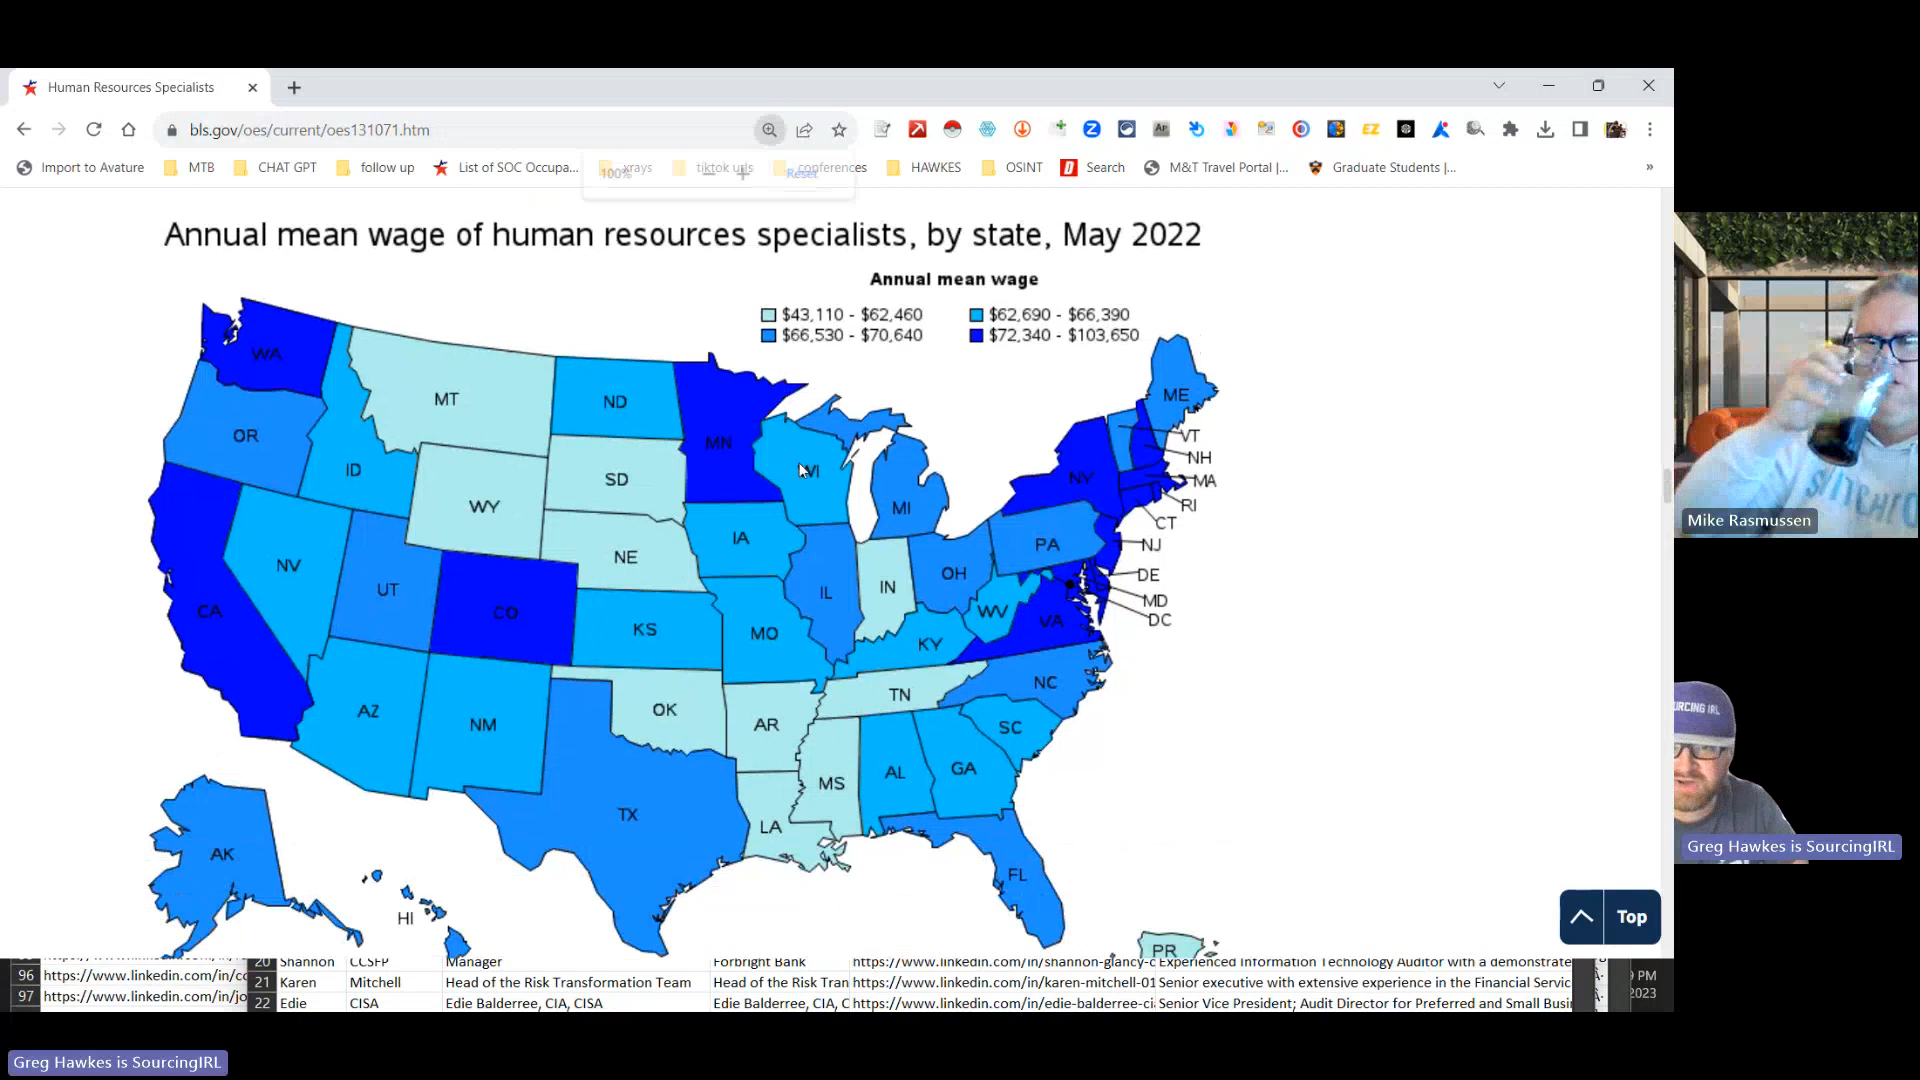 Human Resources Specialists
bls.gov/oes/current/oes131071.htm
Import to Avature MTB CHAT GPT follow up List of SOC Occupa... xrays tiktok urls conferences HAWKES OSINT Search M&T Travel Portal |... Graduate Students |... »
100% Reset
Annual mean wage of human resources specialists, by state, May 2022
Annual mean wage
$43,110 - $62,460 $62,690 - $66,390
$66,530 - $70,640 $72,340 - $103,650
WA
MT
ND
ME
OR
MN
VT
ID
WI
NH
SD
NY
MA
WY
MI
RI
CT
IA
PA
NJ
NE
NV
OH
DE
UT
IN
IL
MD
CA
CO
WV
DC
KS
MO
VA
KY
NC
TN
AZ
OK
NM
AR
SC
AL
GA
MS
TX
LA
AK
FL
HI
PR
Top
Mike Rasmussen
SOURCING IRL
Greg Hawkes is SourcingIRL
20 Shannon CCSFP Manager Forbright Bank https://www.linkedin.com/in/shannon-glancy-c Experienced Information Technology Auditor with a demonstrate
96 https://www.linkedin.com/in/co 21 Karen Mitchell Head of the Risk Transformation Team Head of the Risk Tran https://www.linkedin.com/in/karen-mitchell-01 Senior executive with extensive experience in the Financial Servic
97 https://www.linkedin.com/in/jo 22 Edie CISA Edie Balderree, CIA, CISA Edie Balderree, CIA, C https://www.linkedin.com/in/edie-balderree-ci Senior Vice President; Audit Director for Preferred and Small Busi
PM
2023
Greg Hawkes is SourcingIRL